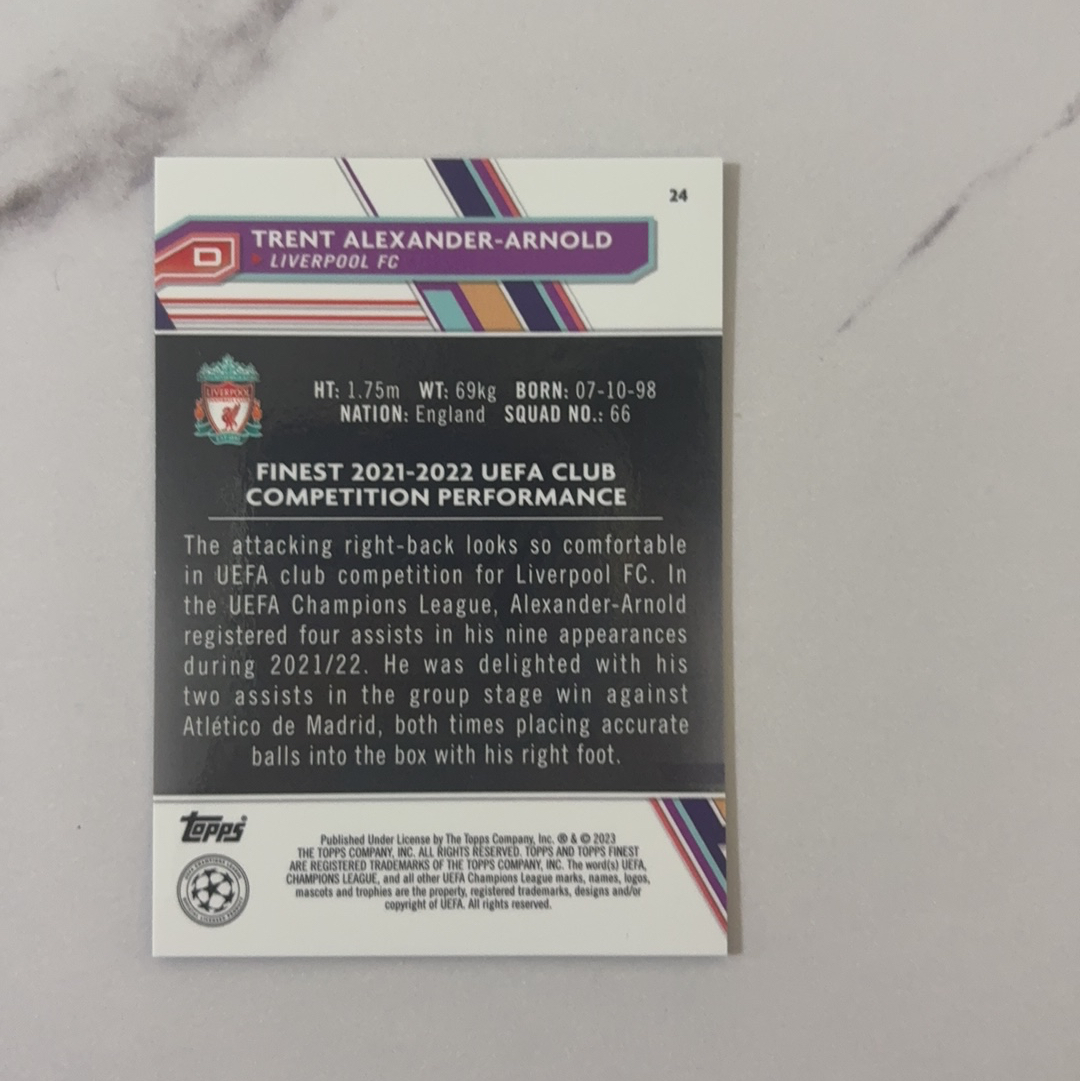 24
TRENT ALEXANDER-ARNOLD
D
LIVERPOOL FC
LIVERPOOL
HT: 1.75m WT: 69kg BORN: 07-10-98
NATION: England SQUAD NO.: 66
FINEST 2021-2022 UEFA CLUB
COMPETITION PERFORMANCE
The attacking right-back looks so comfortable
in UEFA club competition for Liverpool FC. In
the UEFA Champions League, Alexander-Arnold
registered four assists in his nine appearances
during 2021/22. He was delighted with his
two assists in the group stage win against
Atlético de Madrid, both times placing accurate
balls into the box with his right foot.
topps
Published Under License by The Topps Company, Inc. ® & © 2023
THE TOPPS COMPANY, INC. ALL RIGHTS RESERVED. TOPPS AND TOPPS FINEST
ARE REGISTERED TRADEMARKS OF THE TOPPS COMPANY, INC. The word(s) UEFA,
CHAMPIONS LEAGUE, and all other UEFA Champions League marks, names, logos,
mascots and trophies are the property, registered trademarks, designs and/or
copyright of UEFA. All rights reserved.